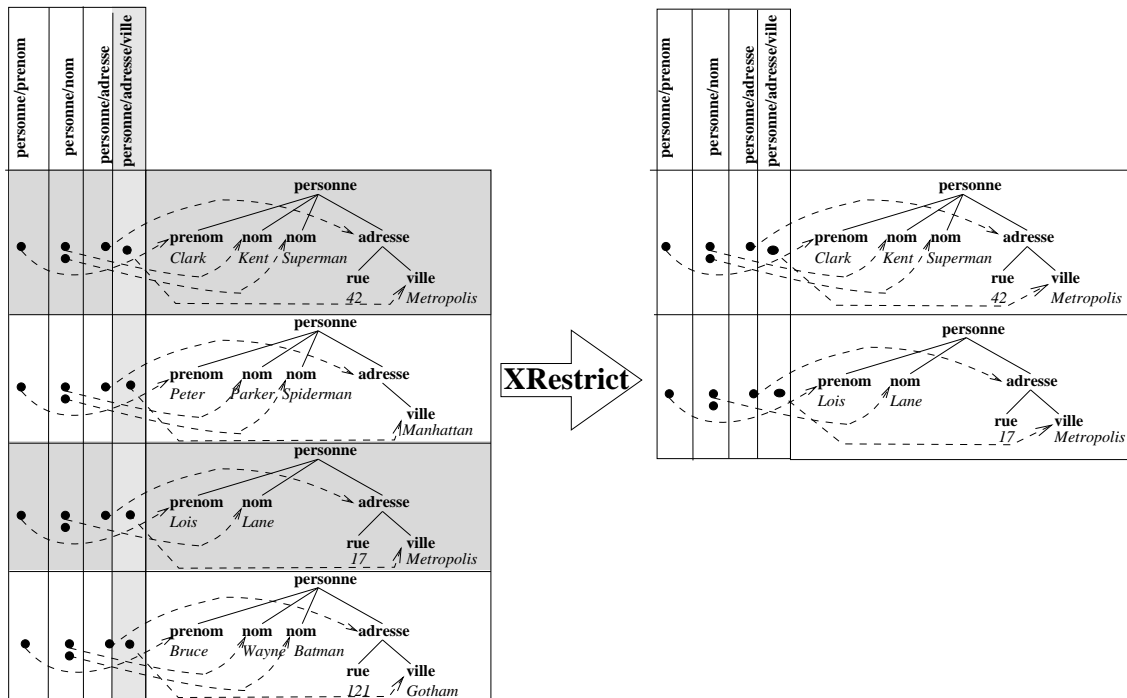 personne/prenom
personne/nom
personne/adresse
personne/adresse/ville
personne
prenom nom nom adresse
Clark Kent Superman
rue ville
42 Metropolis
personne
prenom nom nom adresse
Peter Parker Spiderman
ville
Manhattan
personne
prenom nom adresse
Lois Lane
rue ville
17 Metropolis
personne
prenom nom nom adresse
Bruce Wayne Batman
rue ville
121 Gotham
XRestrict
personne/prenom
personne/nom
personne/adresse
personne/adresse/ville
personne
prenom nom nom adresse
Clark Kent Superman
rue ville
42 Metropolis
personne
prenom nom adresse
Lois Lane
rue ville
17 Metropolis